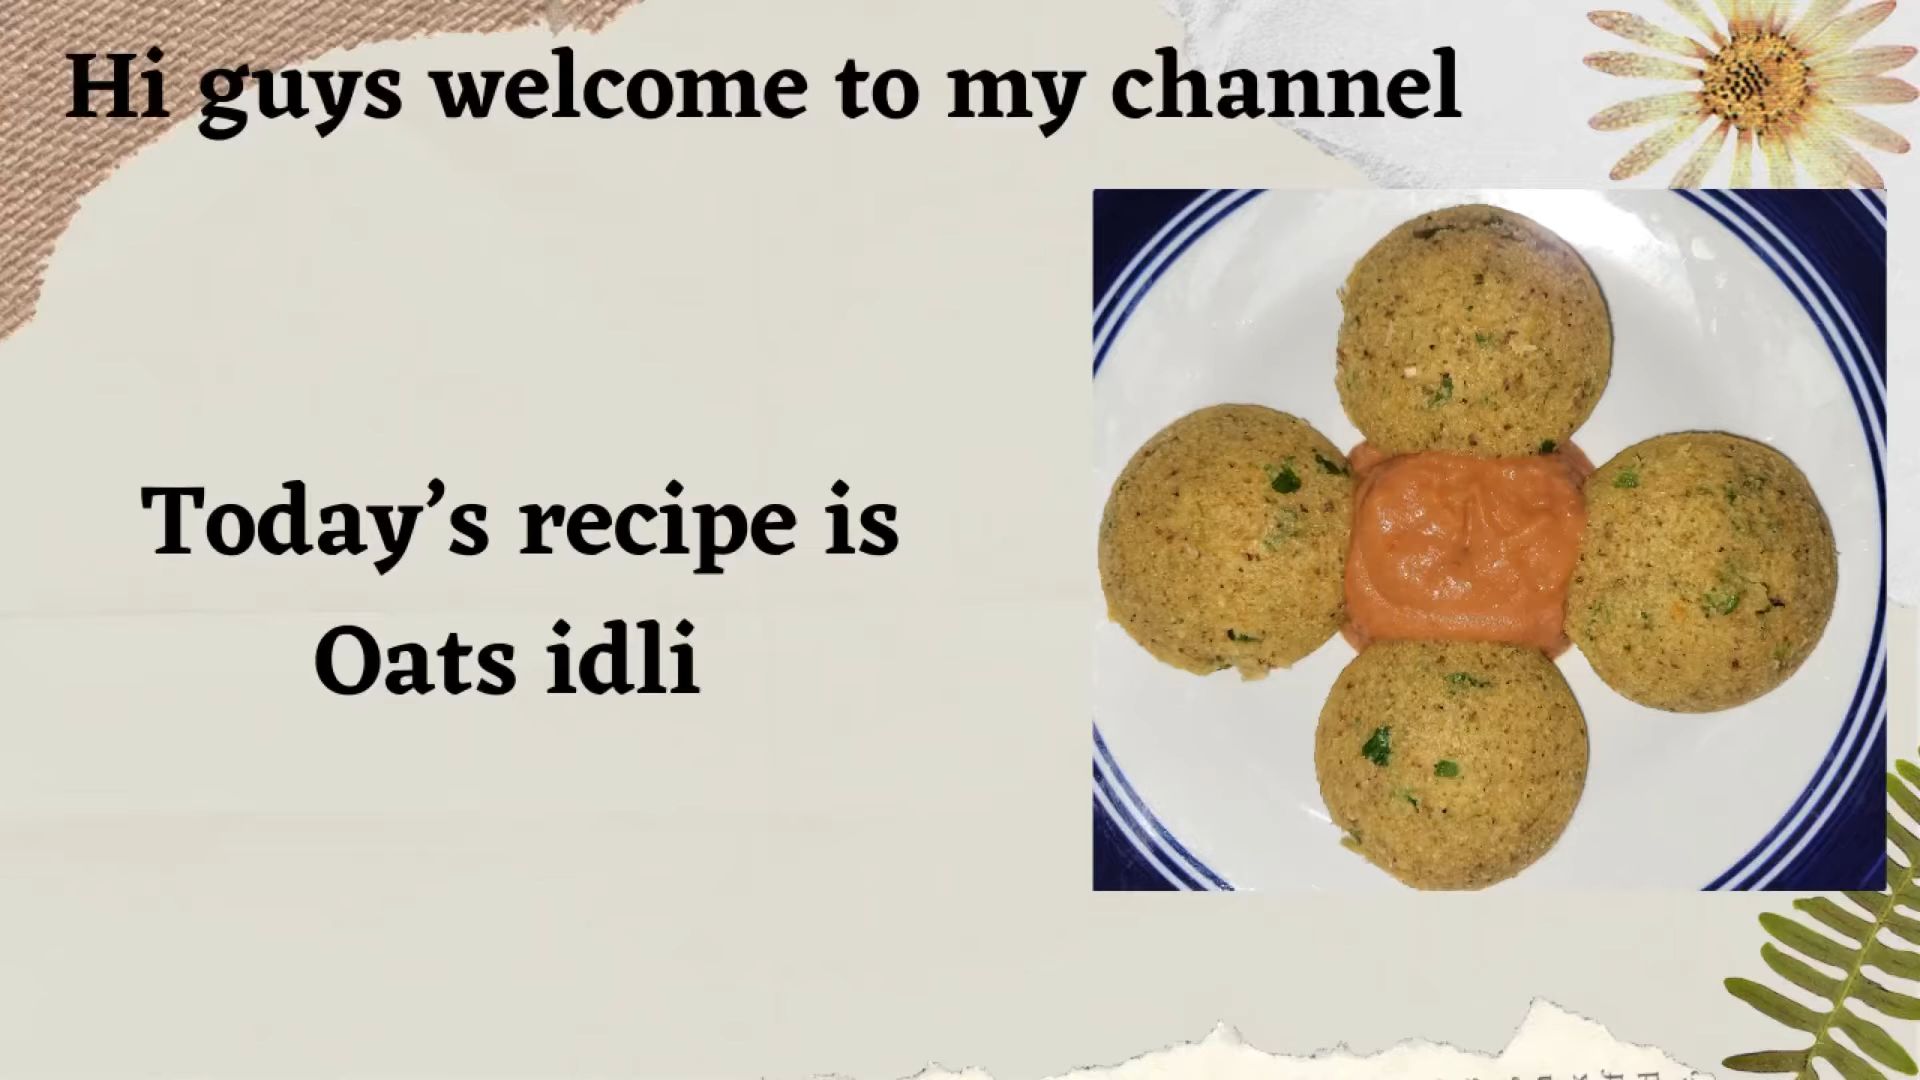 Hi guys welcome to my channel
Today’s recipe is
Oats idli